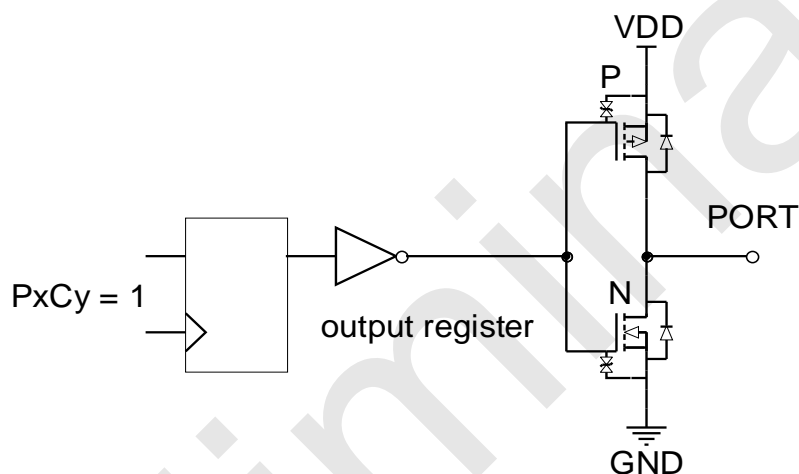 VDD
P
PORT
PxCy = 1
N
output register
GND